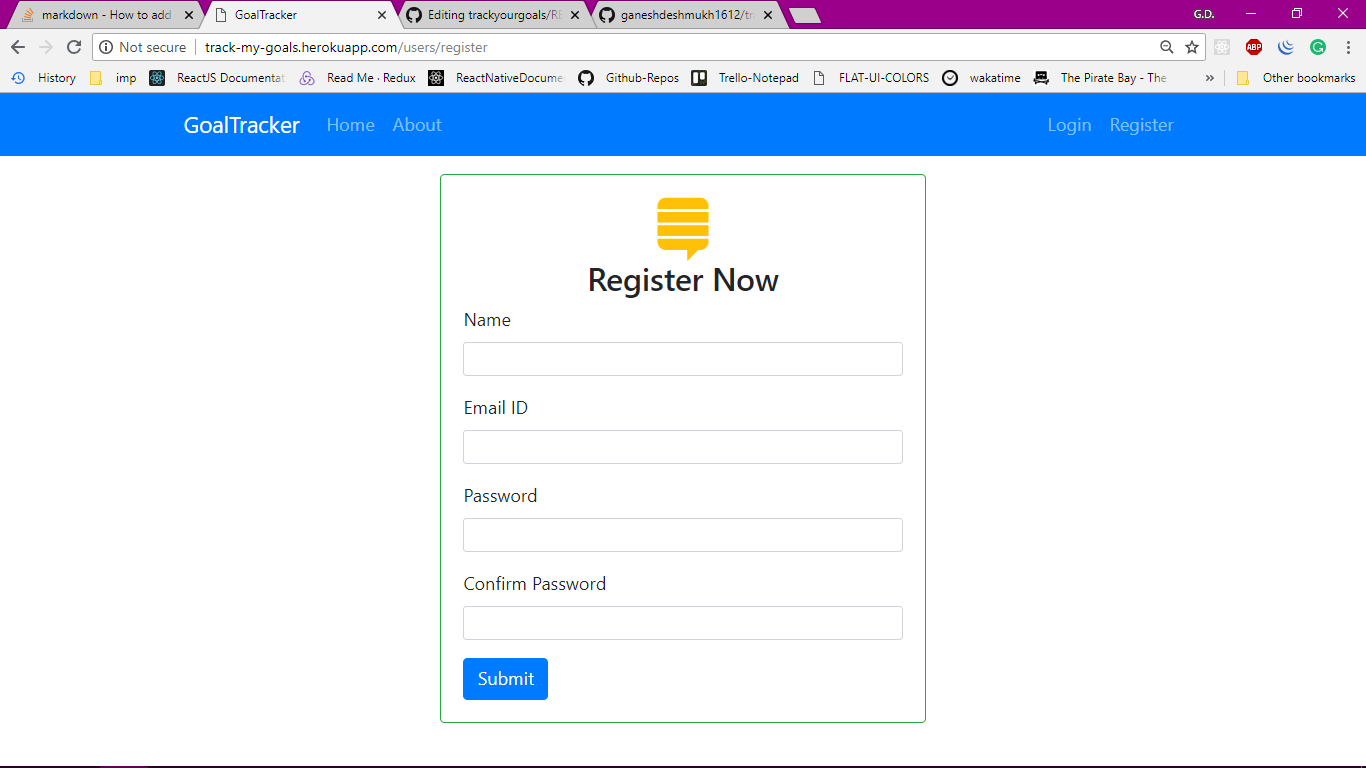 markdown - How to add
GoalTracker
Editing trackyourgoals/RE
ganeshdeshmukh1612/tr
G.D.
Not secure
track-my-goals.herokuapp.com/users/register
ABP
History
imp
ReactJS Documentat
Read Me · Redux
ReactNativeDocume
Github-Repos
Trello-Notepad
FLAT-UI-COLORS
wakatime
The Pirate Bay - The
»
Other bookmarks
GoalTracker
Home
About
Login
Register
Register Now
Name
Email ID
Password
Confirm Password
Submit